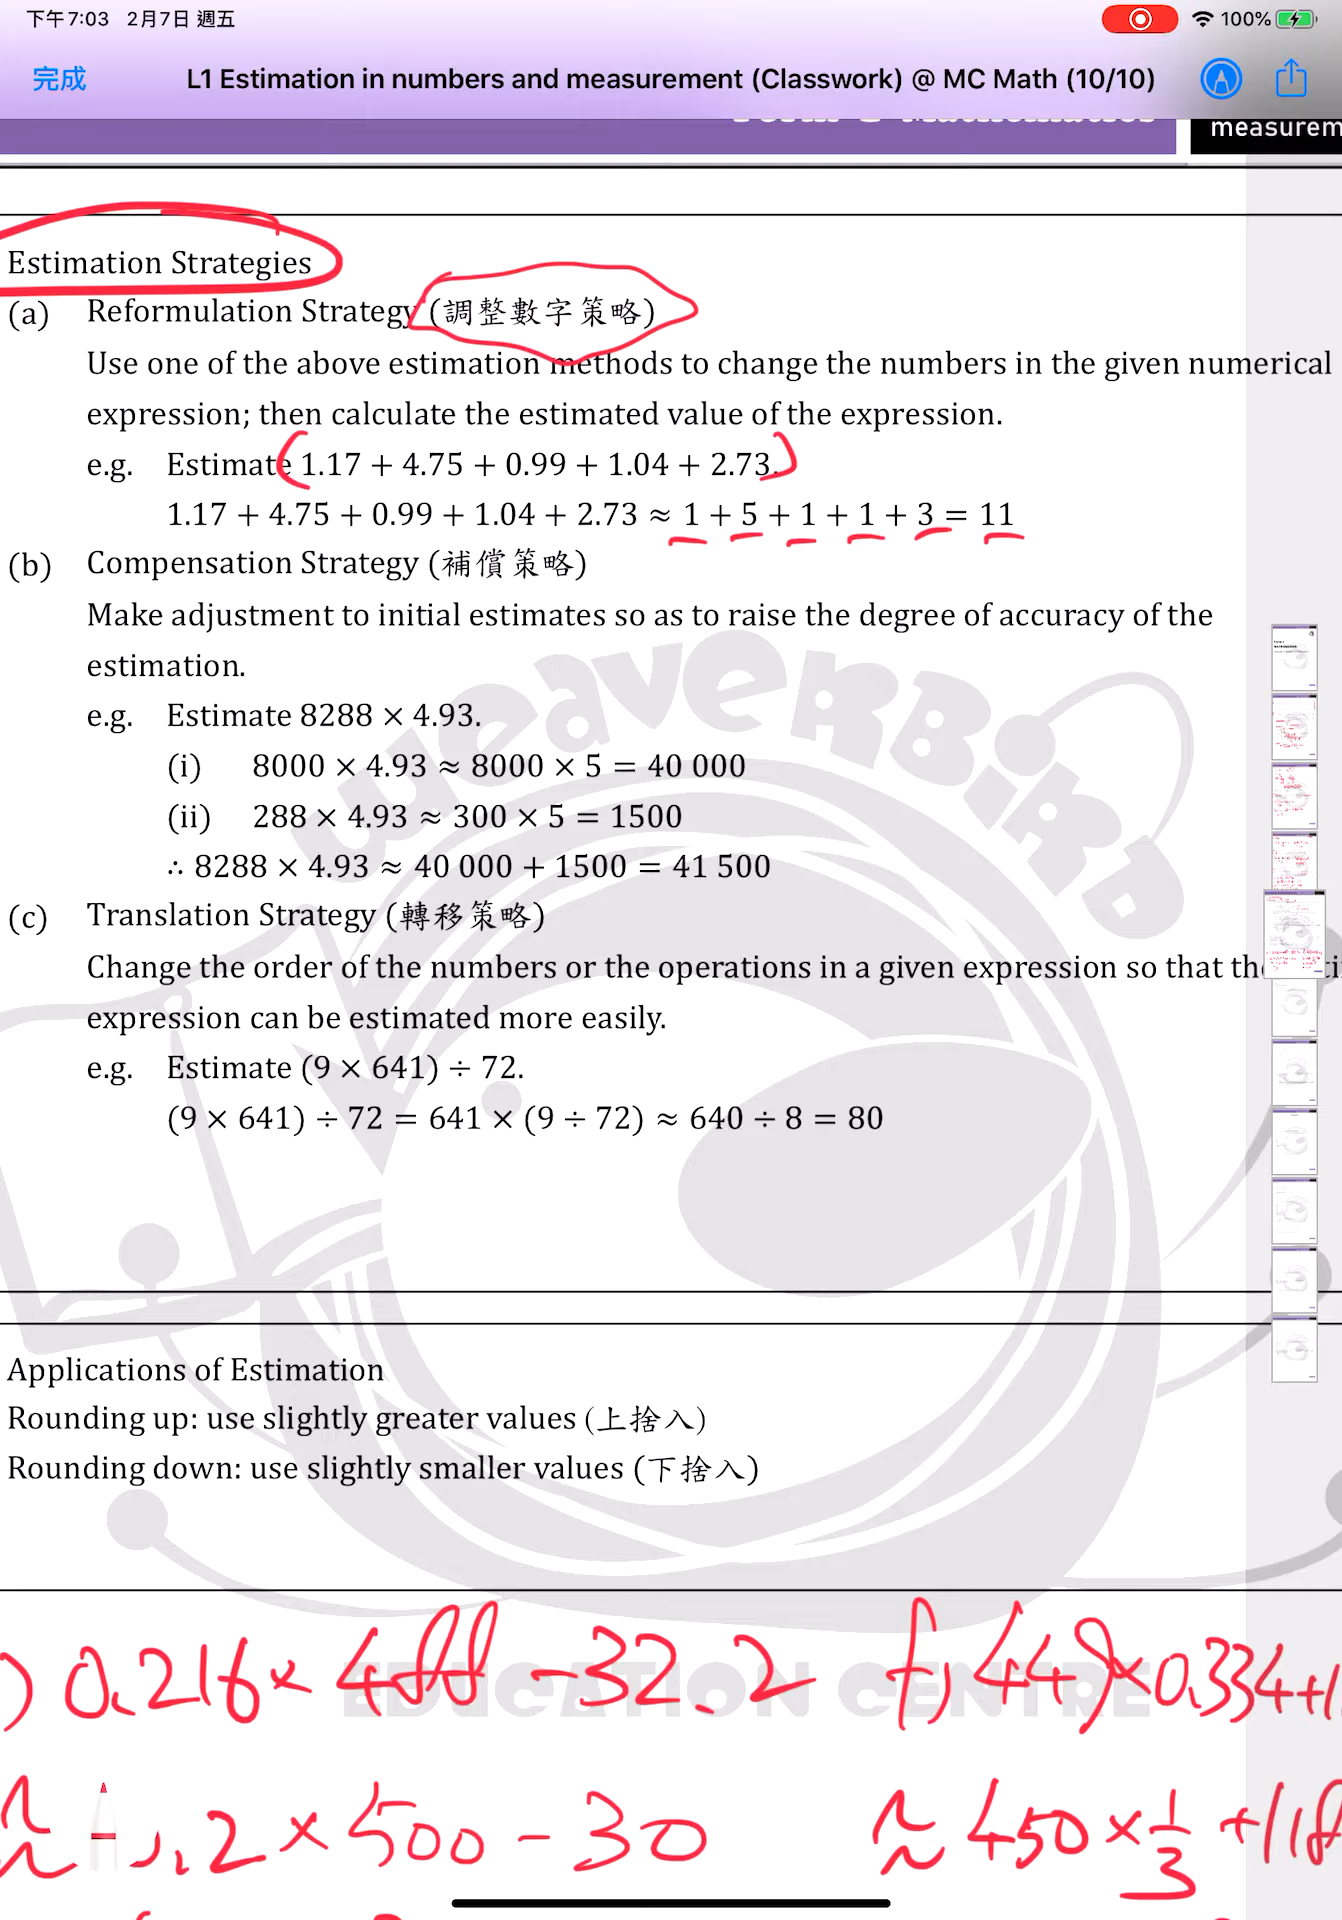 下午7:03 2月7日 週五
100%
完成
L1 Estimation in numbers and measurement (Classwork) @ MC Math (10/10)
measurem
Estimation Strategies
(a) Reformulation Strategy (調整數字策略)
Use one of the above estimation methods to change the numbers in the given numerical
expression; then calculate the estimated value of the expression.
e.g. Estimate 1.17 + 4.75 + 0.99 + 1.04 + 2.73.
1.17 + 4.75 + 0.99 + 1.04 + 2.73 ≈ 1 + 5 + 1 + 1 + 3 = 11
(b) Compensation Strategy (補償策略)
Make adjustment to initial estimates so as to raise the degree of accuracy of the
estimation.
e.g. Estimate 8288 × 4.93.
(i) 8000 × 4.93 ≈ 8000 × 5 = 40 000
(ii) 288 × 4.93 ≈ 300 × 5 = 1500
∴ 8288 × 4.93 ≈ 40 000 + 1500 = 41 500
(c) Translation Strategy (轉移策略)
Change the order of the numbers or the operations in a given expression so that th
expression can be estimated more easily.
e.g. Estimate (9 × 641) ÷ 72.
(9 × 641) ÷ 72 = 641 × (9 ÷ 72) ≈ 640 ÷ 8 = 80
Applications of Estimation
Rounding up: use slightly greater values (上捨入)
Rounding down: use slightly smaller values (下捨入)
) 0.216 × 488 - 32.2 f) 449 × 0.334 + 1
≈ .2 × 500 - 30 ≈ 450 × 1/3 + 118
WEAVERBIRD
EDUCATION CENTRE